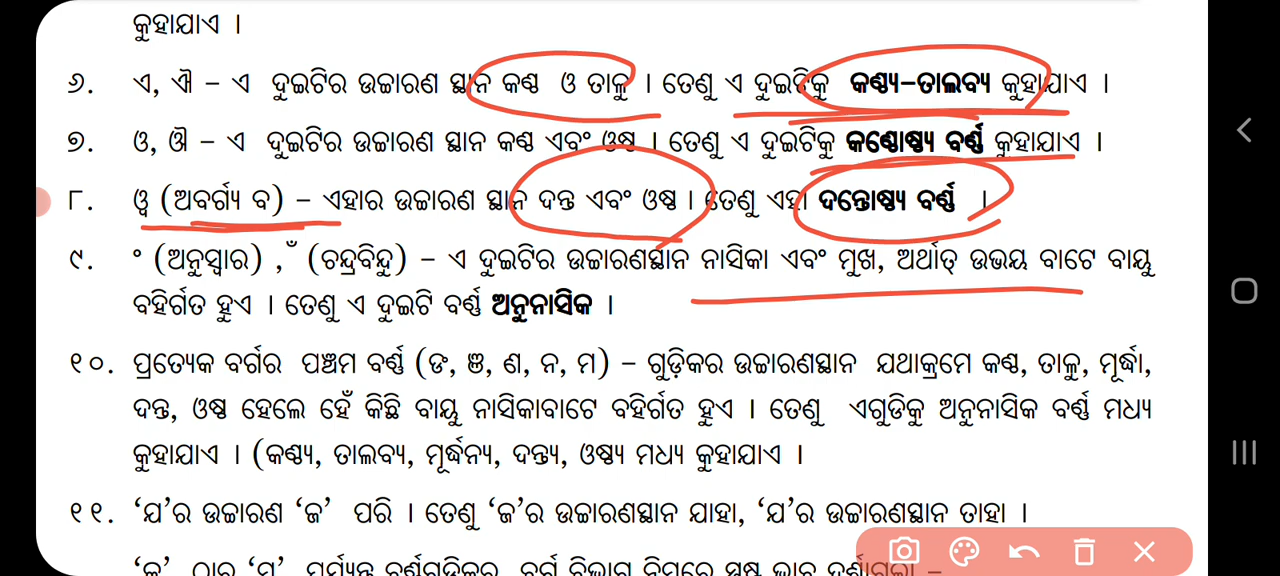 କୁହାଯାଏ ।
୬. ଏ, ଐ – ଏ ଦୁଇଟିର ଉଚ୍ଚାରଣ ସ୍ଥାନ କଣ୍ଠ ଓ ତାଳୁ । ତେଣୁ ଏ ଦୁଇଟିକୁ କଣ୍ଠ୍ୟ–ତାଲବ୍ୟ କୁହାଯାଏ ।
୭. ଓ, ଔ – ଏ ଦୁଇଟିର ଉଚ୍ଚାରଣ ସ୍ଥାନ କଣ୍ଠ ଏବଂ ଓଷ୍ଠ । ତେଣୁ ଏ ଦୁଇଟିକୁ କଣ୍ଠୋଷ୍ଠ୍ୟ ବର୍ଣ୍ଣ କୁହାଯାଏ ।
୮. ୱ (ଅବର୍ଗ୍ୟ ବ) – ଏହାର ଉଚ୍ଚାରଣ ସ୍ଥାନ ଦନ୍ତ ଏବଂ ଓଷ୍ଠ । ତେଣୁ ଏହା ଦନ୍ତୋଷ୍ଠ୍ୟ ବର୍ଣ୍ଣ ।
୯. ଂ (ଅନୁସ୍ୱାର) , ଁ (ଚନ୍ଦ୍ରବିନ୍ଦୁ) – ଏ ଦୁଇଟିର ଉଚ୍ଚାରଣସ୍ଥାନ ନାସିକା ଏବଂ ମୁଖ, ଅର୍ଥାତ୍ ଉଭୟ ବାଟେ ବାୟୁ
ବହିର୍ଗତ ହୁଏ । ତେଣୁ ଏ ଦୁଇଟି ବର୍ଣ୍ଣ ଅନୁନାସିକ ।
୧୦. ପ୍ରତ୍ୟେକ ବର୍ଗର ପଞ୍ଚମ ବର୍ଣ୍ଣ (ଙ, ଞ, ଣ, ନ, ମ) – ଗୁଡ଼ିକର ଉଚ୍ଚାରଣସ୍ଥାନ ଯଥାକ୍ରମେ କଣ୍ଠ, ତାଳୁ, ମୂର୍ଦ୍ଧା,
ଦନ୍ତ, ଓଷ୍ଠ ହେଲେ ହେଁ କିଛି ବାୟୁ ନାସିକାବାଟେ ବହିର୍ଗତ ହୁଏ । ତେଣୁ ଏଗୁଡିକୁ ଅନୁନାସିକ ବର୍ଣ୍ଣ ମଧ୍ୟ
କୁହାଯାଏ । (କଣ୍ଠ୍ୟ, ତାଲବ୍ୟ, ମୂର୍ଦ୍ଧନ୍ୟ, ଦନ୍ତ୍ୟ, ଓଷ୍ଠ୍ୟ ମଧ୍ୟ କୁହାଯାଏ ।
୧୧. ‘ଯ’ର ଉଚ୍ଚାରଣ ‘ଜ’ ପରି । ତେଣୁ ‘ଜ’ର ଉଚ୍ଚାରଣସ୍ଥାନ ଯାହା, ‘ଯ’ର ଉଚ୍ଚାରଣସ୍ଥାନ ତାହା ।